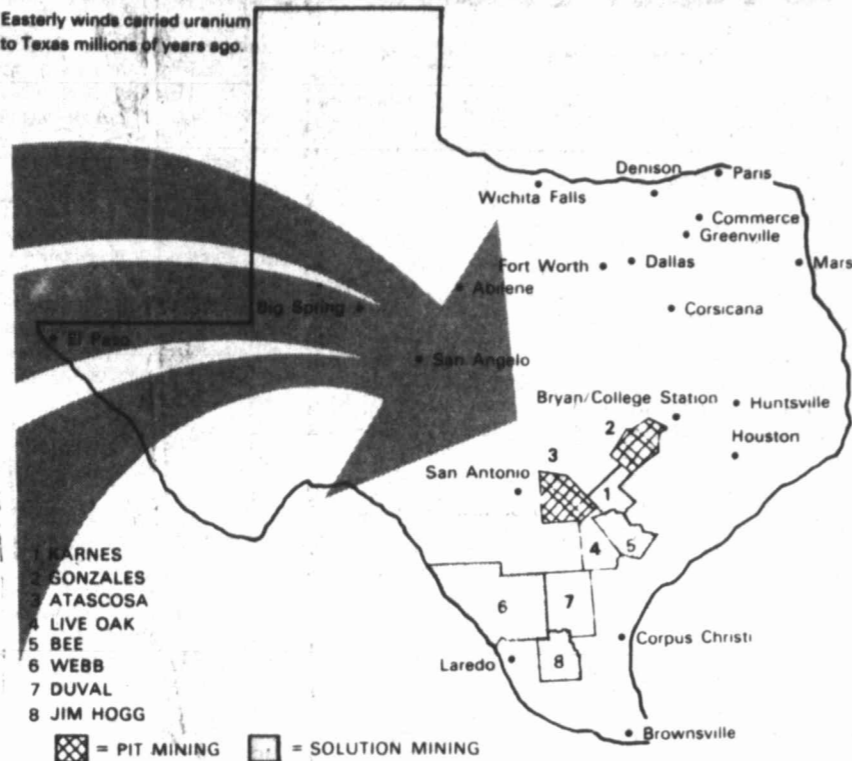 Easterly winds carried uranium
to Texas millions of years ago.
Denison
Paris
Wichita Falls
Commerce
Greenville
Fort Worth
Dallas
Mars
Abilene
Big Spring
Corsicana
El Paso
San Angelo
Bryan/College Station
Huntsville
2
Houston
3
San Antonio
1
4
5
6
7
Corpus Christi
Laredo
8
Brownsville
1 KARNES
2 GONZALES
3 ATASCOSA
4 LIVE OAK
5 BEE
6 WEBB
7 DUVAL
8 JIM HOGG
= PIT MINING
= SOLUTION MINING